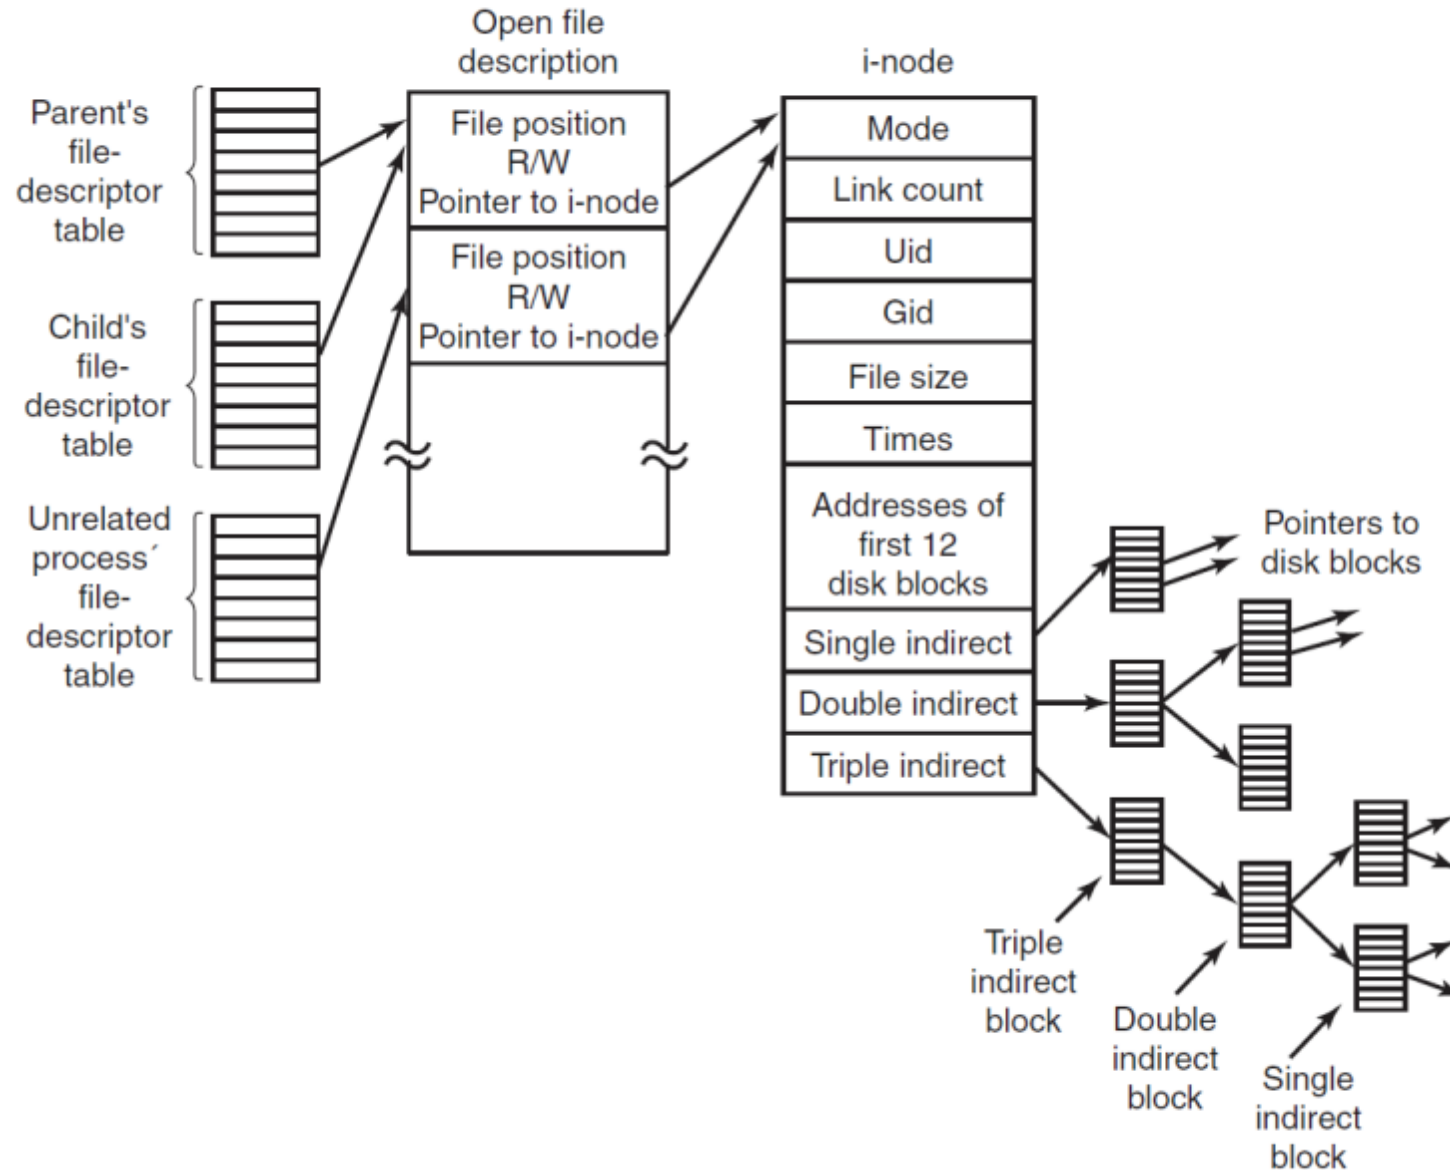 Open file
description
i-node
Parent's
file-
descriptor
table
File position
R/W
Pointer to i-node
File position
R/W
Pointer to i-node
Mode
Link count
Uid
Gid
File size
Times
Addresses of
first 12
disk blocks
Single indirect
Double indirect
Triple indirect
Child's
file-
descriptor
table
Unrelated
process´
file-
descriptor
table
Pointers to
disk blocks
Triple
indirect
block
Double
indirect
block
Single
indirect
block